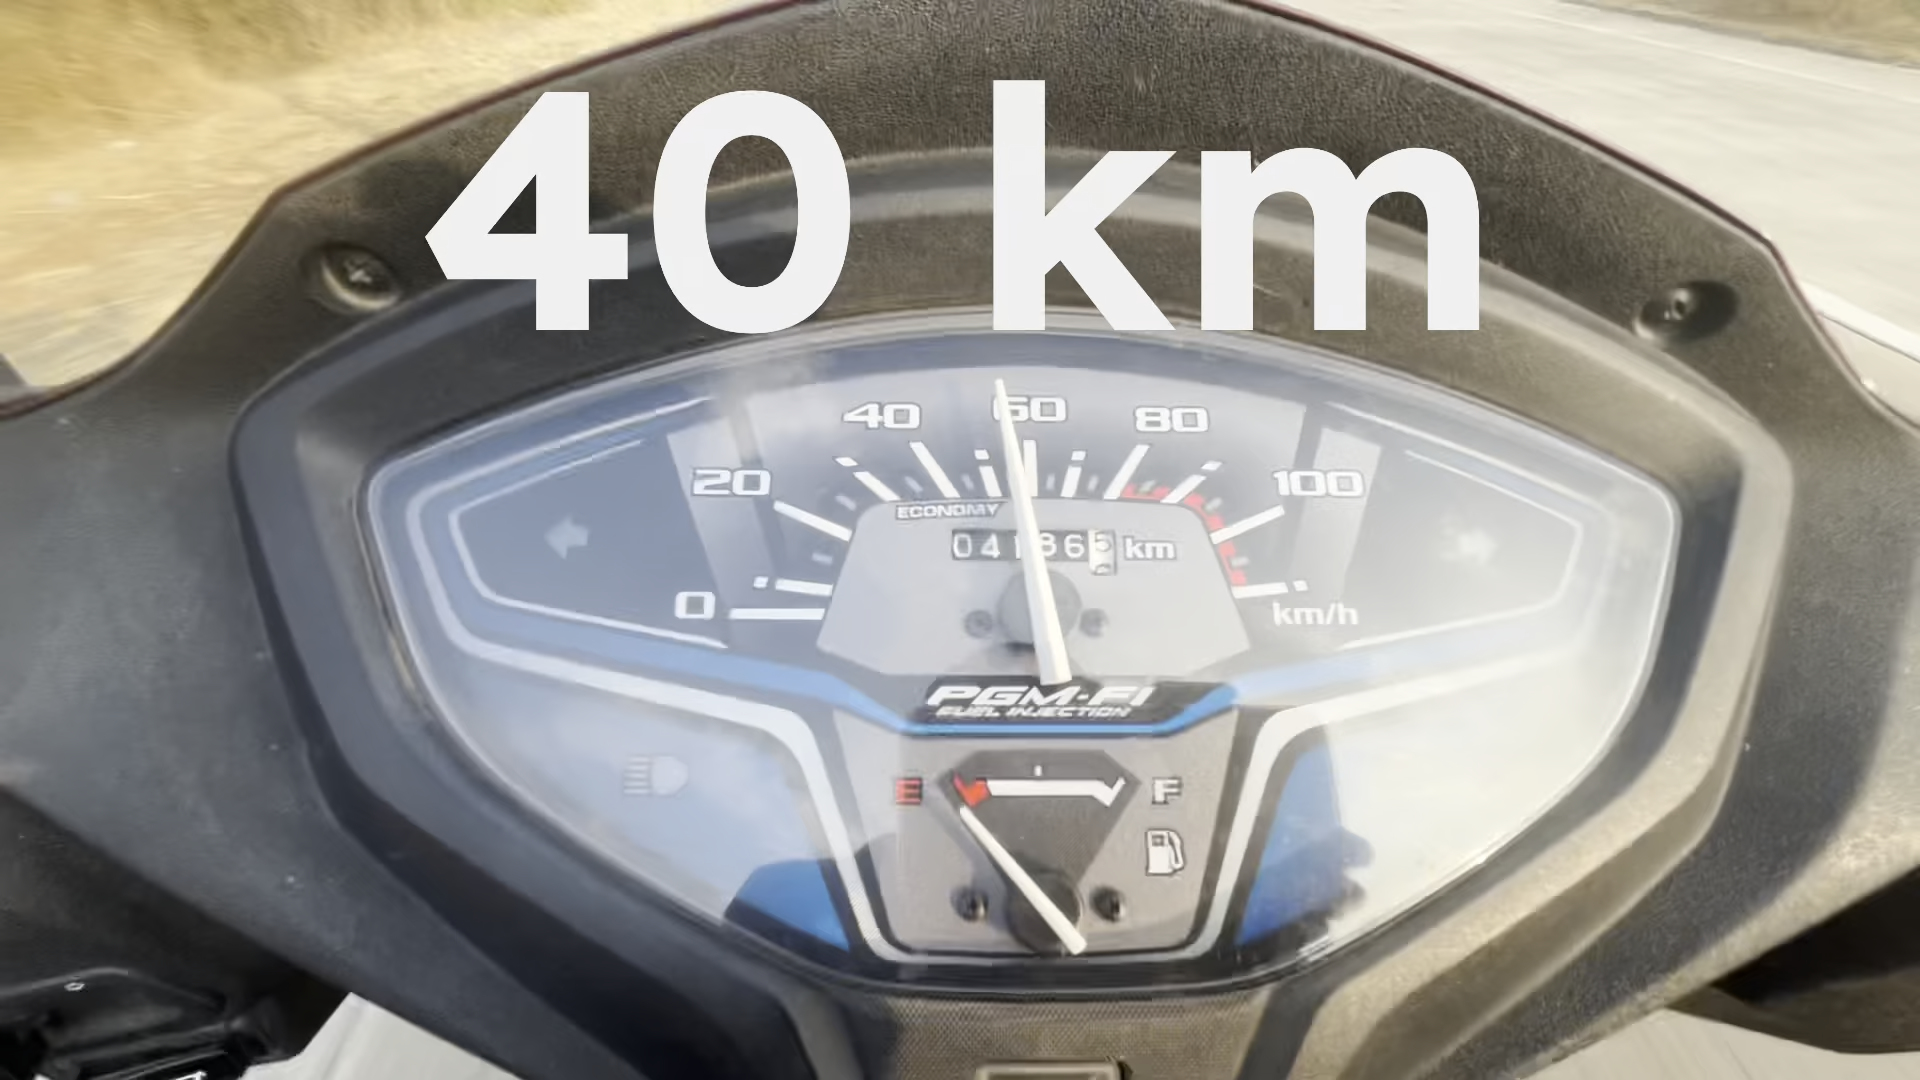 40 km
40 60 80
20 100
ECONOMY
km
0 km/h
PGM-FI
FUEL INJECTION
E F